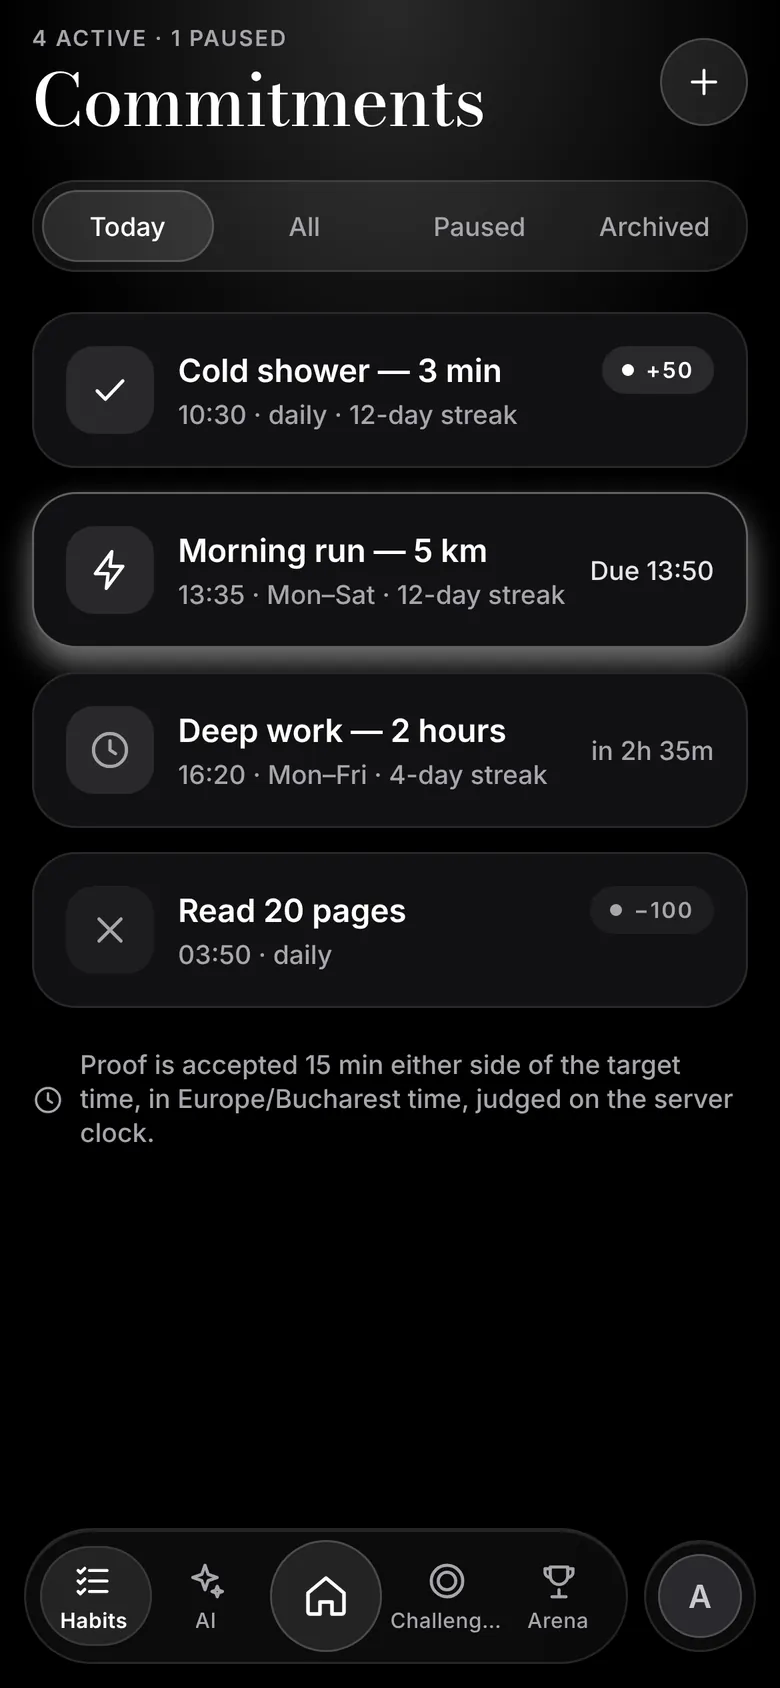 4 ACTIVE · 1 PAUSED
Commitments
Today
All
Paused
Archived
Cold shower — 3 min
+50
10:30 · daily · 12-day streak
Morning run — 5 km
Due 13:50
13:35 · Mon–Sat · 12-day streak
Deep work — 2 hours
in 2h 35m
16:20 · Mon–Fri · 4-day streak
Read 20 pages
−100
03:50 · daily
Proof is accepted 15 min either side of the target
time, in Europe/Bucharest time, judged on the server
clock.
Habits
AI
Challeng...
Arena
A